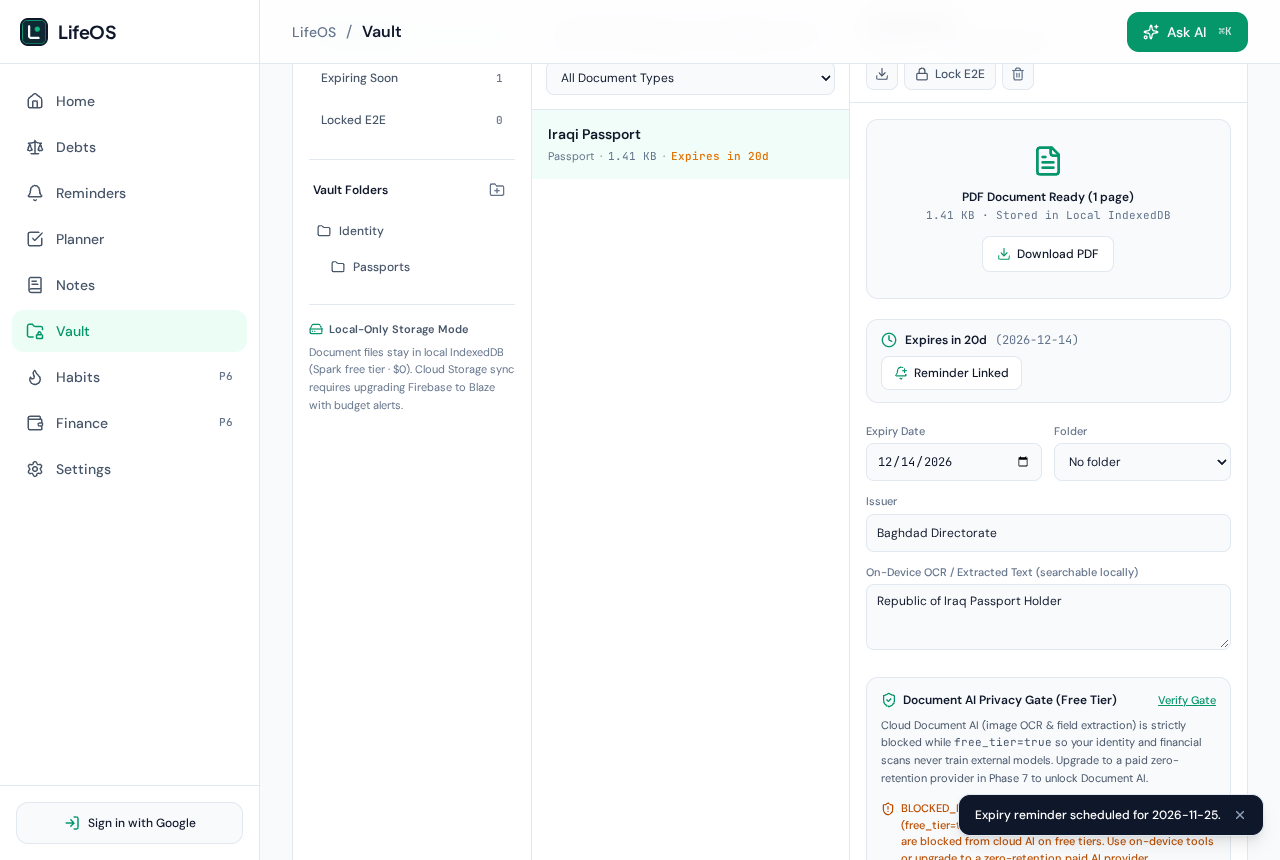 LifeOS
Home
Debts
Reminders
Planner
Notes
Vault
Habits P6
Finance P6
Settings
Sign in with Google
LifeOS / Vault
Ask AI ⌘K
Expiring Soon 1
Locked E2E 0
Vault Folders
Identity
Passports
Local-Only Storage Mode
Document files stay in local IndexedDB
(Spark free tier · $0). Cloud Storage sync
requires upgrading Firebase to Blaze
with budget alerts.
All Document Types
Iraqi Passport
Passport · 1.41 KB · Expires in 20d
Lock E2E
PDF Document Ready (1 page)
1.41 KB · Stored in Local IndexedDB
Download PDF
Expires in 20d (2026-12-14)
Reminder Linked
Expiry Date Folder
12/14/2026 No folder
Issuer
Baghdad Directorate
On-Device OCR / Extracted Text (searchable locally)
Republic of Iraq Passport Holder
Document AI Privacy Gate (Free Tier) Verify Gate
Cloud Document AI (image OCR & field extraction) is strictly
blocked while free_tier=true so your identity and financial
scans never train external models. Upgrade to a paid zero-
retention provider in Phase 7 to unlock Document AI.
are blocked from cloud AI on free tiers. Use on-device tools
or upgrade to a zero-retention paid AI provider.
Expiry reminder scheduled for 2026-11-25.